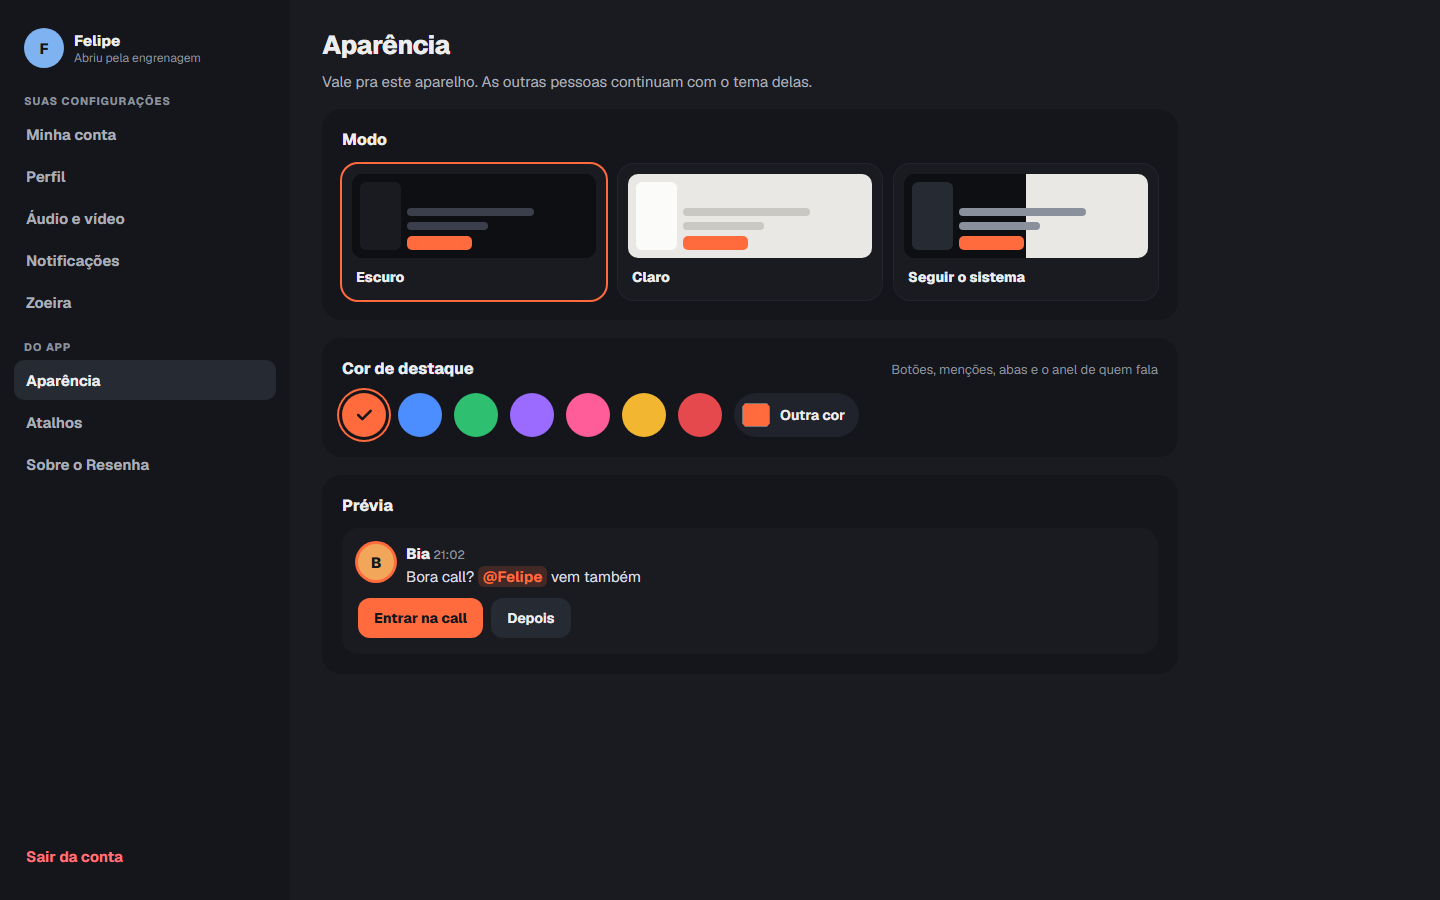 F
Felipe
Abriu pela engrenagem
SUAS CONFIGURAÇÕES
Minha conta
Perfil
Áudio e vídeo
Notificações
Zoeira
DO APP
Aparência
Atalhos
Sobre o Resenha
Sair da conta
Aparência
Vale pra este aparelho. As outras pessoas continuam com o tema delas.
Modo
Escuro
Claro
Seguir o sistema
Cor de destaque
Botões, menções, abas e o anel de quem fala
Outra cor
Prévia
B
Bia 21:02
Bora call? @Felipe vem também
Entrar na call
Depois